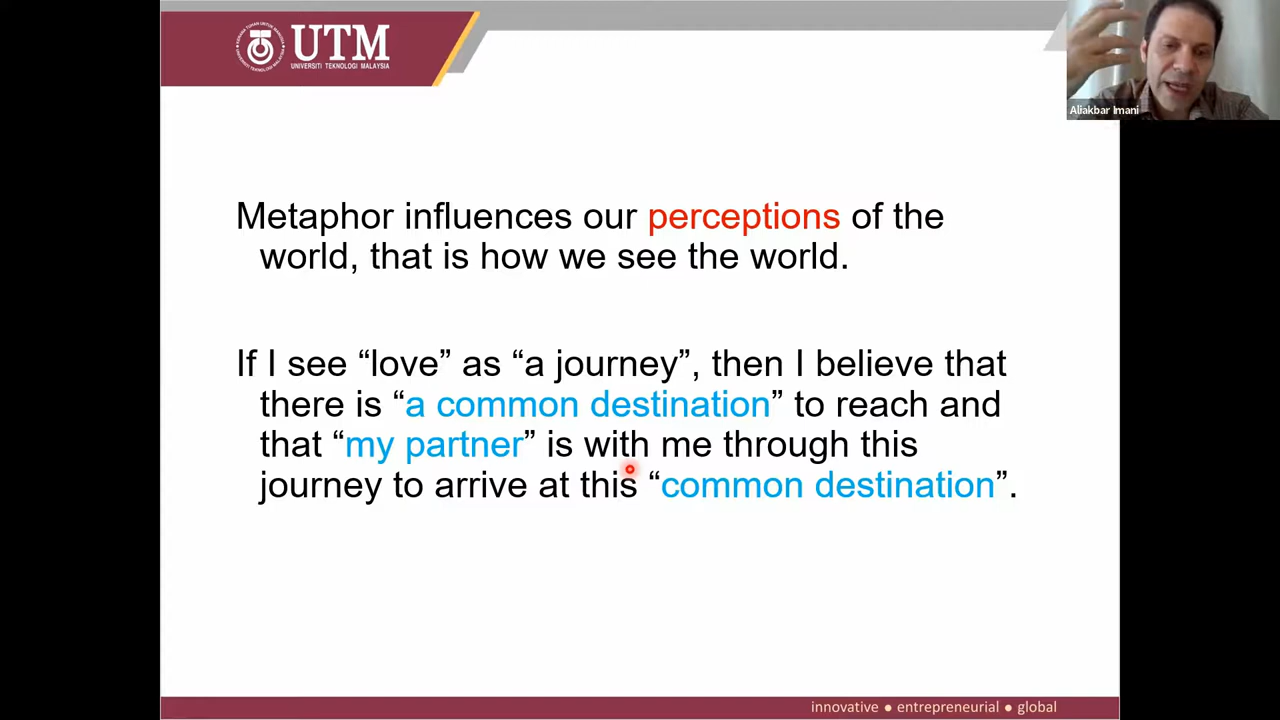 UTM
UNIVERSITI TEKNOLOGI MALAYSIA
Aliakbar Imani
Metaphor influences our perceptions of the
world, that is how we see the world.
If I see “love” as “a journey”, then I believe that
there is “a common destination” to reach and
that “my partner” is with me through this
journey to arrive at this “common destination”.
innovative ● entrepreneurial ● global